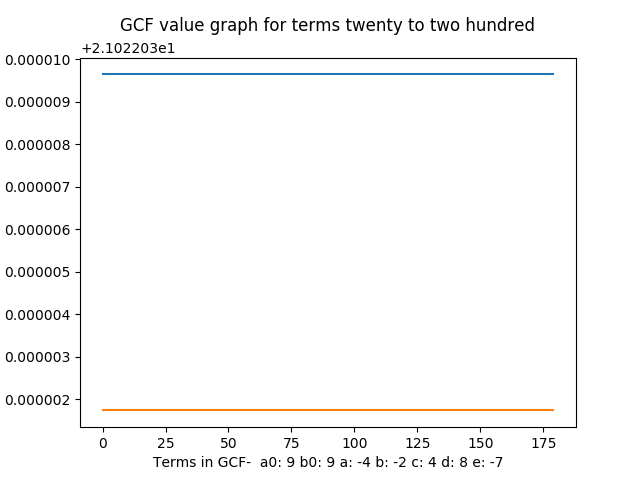 GCF value graph for terms twenty to two hundred
+2.102203e1
0.000010
0.000009
0.000008
0.000007
0.000006
0.000005
0.000004
0.000003
0.000002
0 25 50 75 100 125 150 175
Terms in GCF- a0: 9 b0: 9 a: -4 b: -2 c: 4 d: 8 e: -7